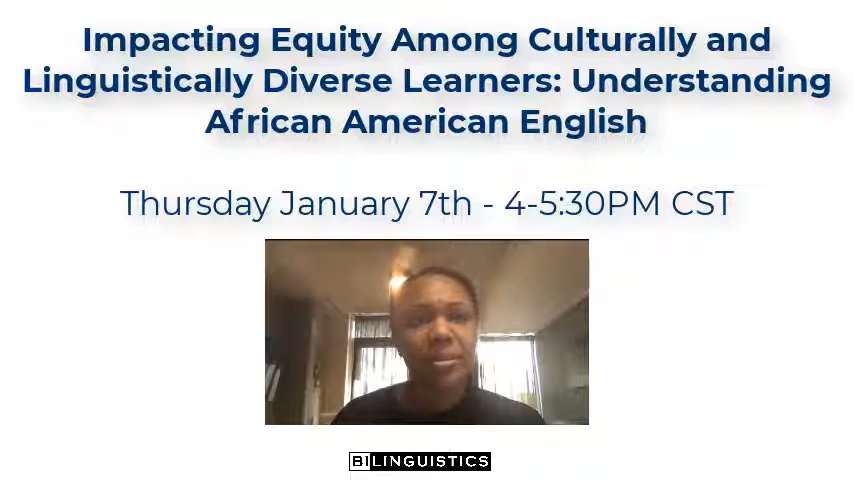 Impacting Equity Among Culturally and
Linguistically Diverse Learners: Understanding
African American English
Thursday January 7th - 4-5:30PM CST
BILINGUISTICS